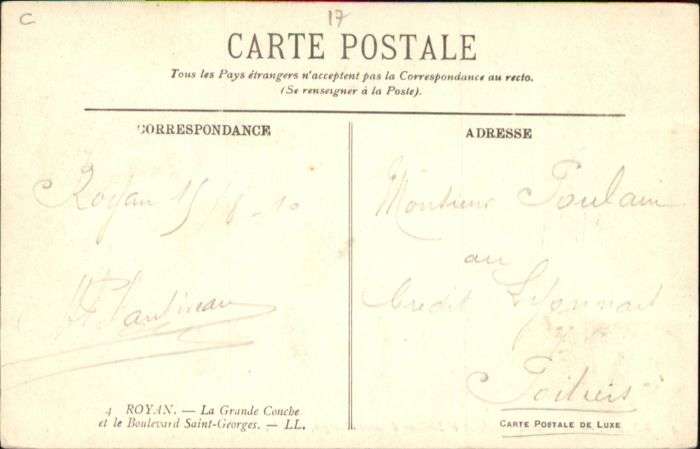 C
17
CARTE POSTALE
Tous les Pays étrangers n'acceptent pas la Correspondance au recto.
(Se renseigner à la Poste).
CORRESPONDANCE
Royan 15
4 ROYAN. — La Grande Conche
et le Boulevard Saint-Georges. — LL.
ADRESSE
Monsieur Poulain
au
Crédit Lyonnais
Poitiers
CARTE POSTALE DE LUXE